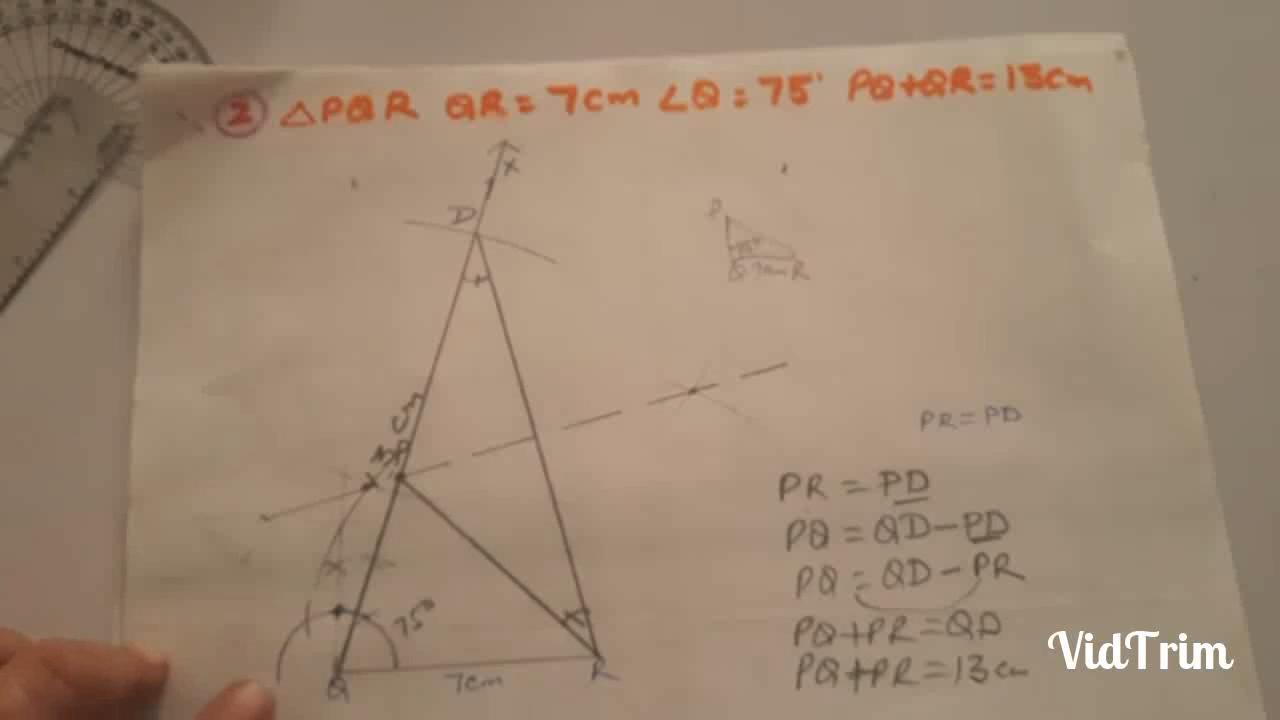 2 △PQR QR = 7cm ∠Q = 75° PQ+QR = 13cm
X
D
P
75°
Q 7cm R
cm
P
PR = PD
PR = PD
PQ = QD - PD
PQ = QD - PR
PQ + PR = QD
PQ + PR = 13cm
75°
Q
7cm
R
VidTrim